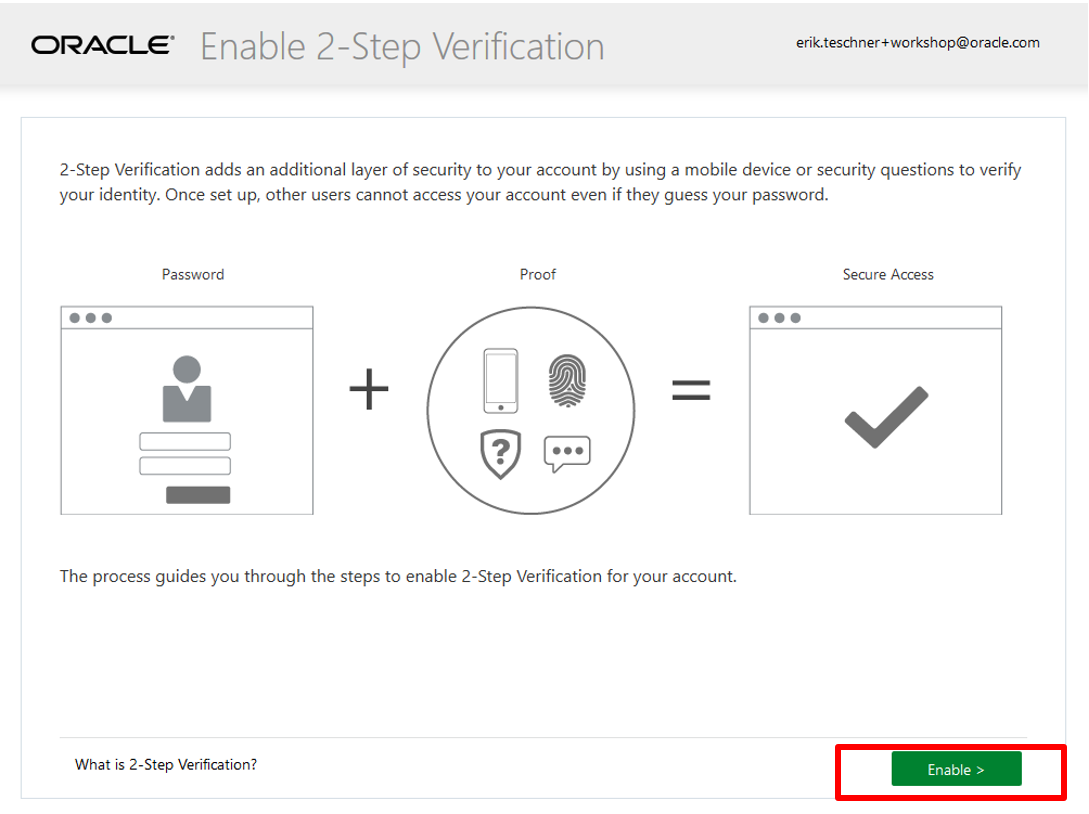 ORACLE® Enable 2-Step Verification
erik.teschner+workshop@oracle.com
2-Step Verification adds an additional layer of security to your account by using a mobile device or security questions to verify
your identity. Once set up, other users cannot access your account even if they guess your password.
Password
Proof
Secure Access
?
The process guides you through the steps to enable 2-Step Verification for your account.
What is 2-Step Verification?
Enable >